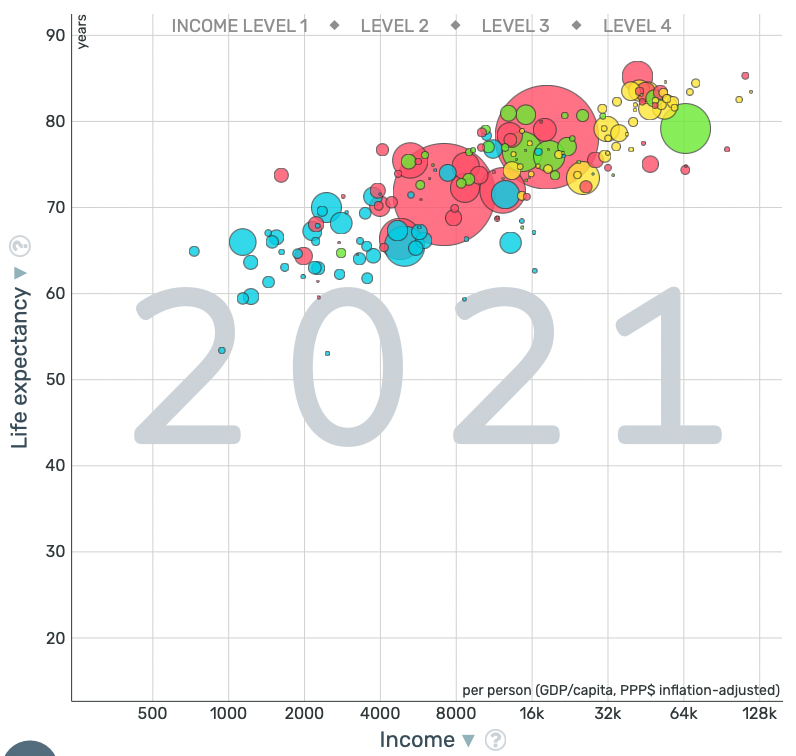 INCOME LEVEL 1 ◆ LEVEL 2 ◆ LEVEL 3 ◆ LEVEL 4
years
90
80
70
60
50
40
30
20
Life expectancy ▼ ?
2021
per person (GDP/capita, PPP$ inflation-adjusted)
500 1000 2000 4000 8000 16k 32k 64k 128k
Income ▼ ?